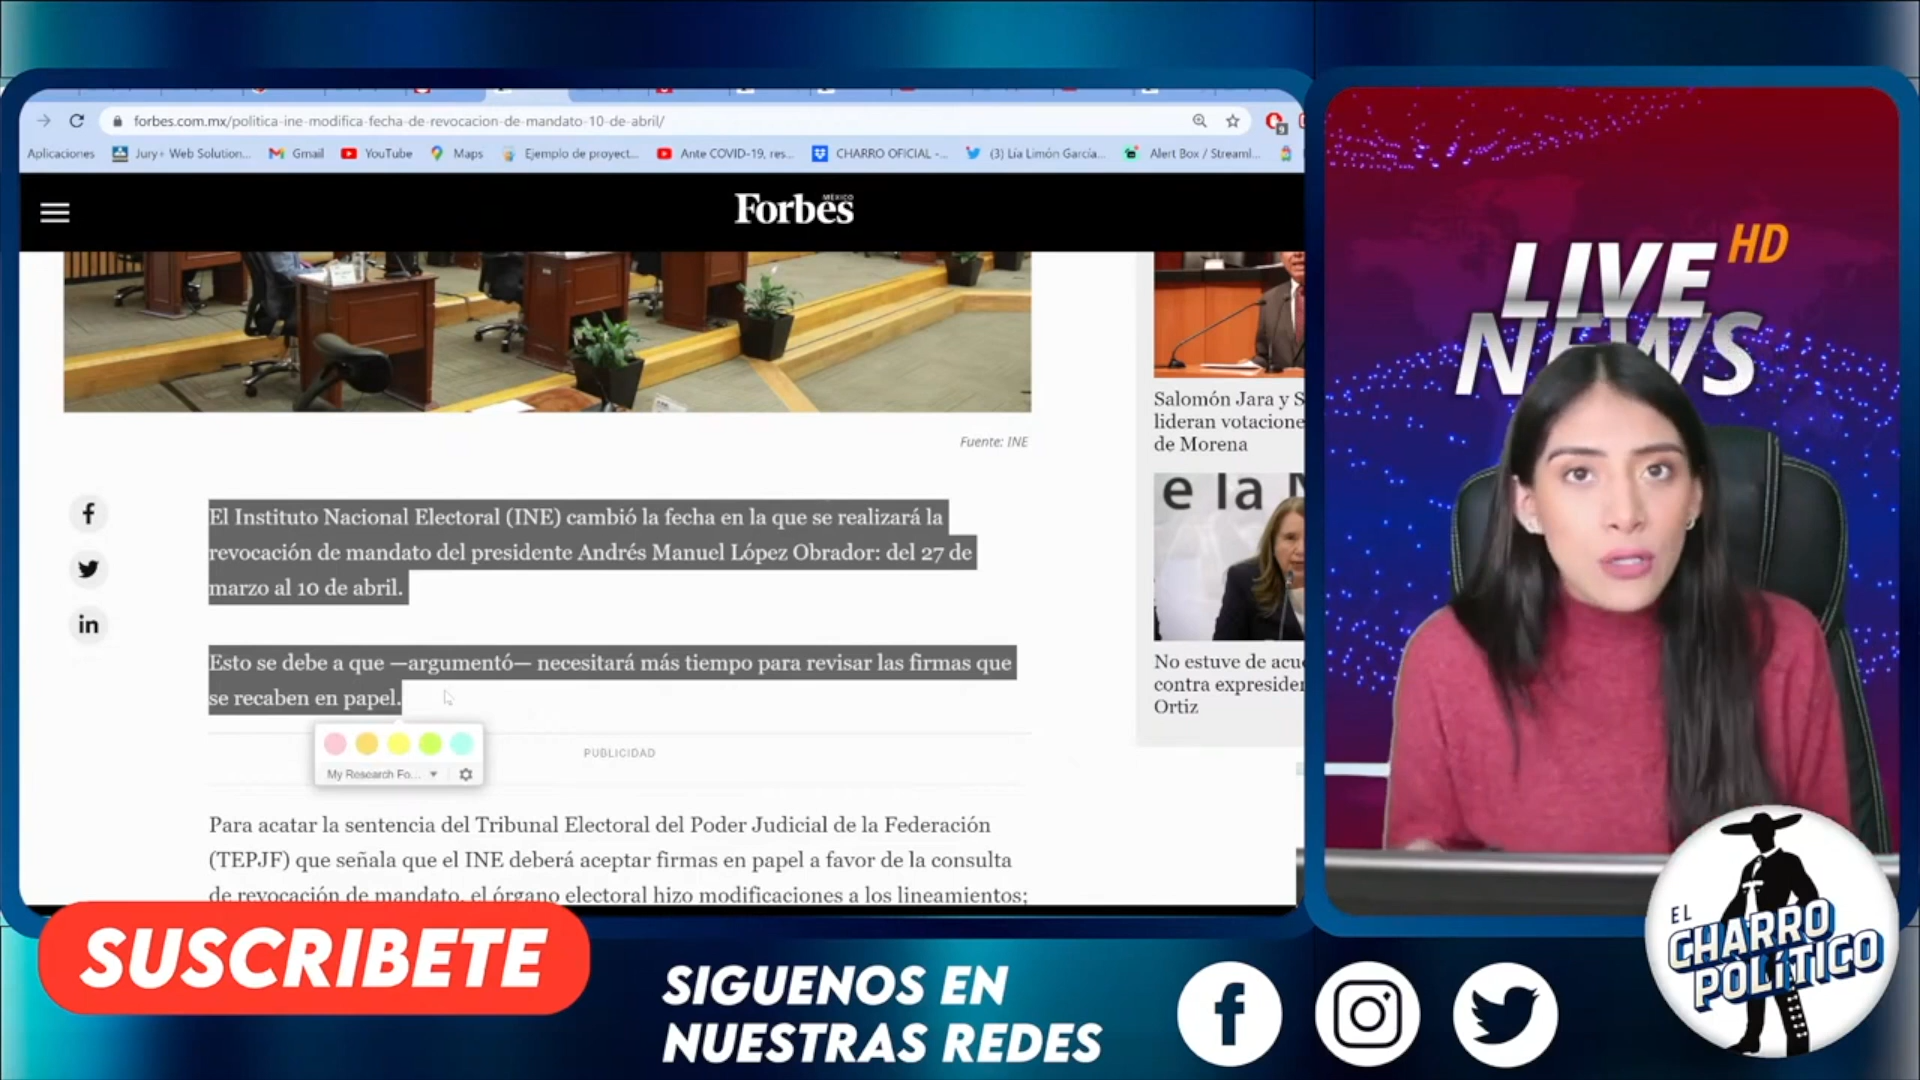 forbes.com.mx/politica-ine-modifica-fecha-de-revocacion-de-mandato-10-de-abril/
Aplicaciones
Jury+ Web Solution...
Gmail
YouTube
Maps
Ejemplo de proyect...
Ante COVID-19, res...
CHARRO OFICIAL -...
(3) Lia Limón García...
Alert Box / Streaml...
Forbes
MÉXICO
Fuente: INE
El Instituto Nacional Electoral (INE) cambió la fecha en la que se realizará la
revocación de mandato del presidente Andrés Manuel López Obrador: del 27 de
marzo al 10 de abril.
Esto se debe a que —argumentó— necesitará más tiempo para revisar las firmas que
se recaben en papel.
My Research Fo...
PUBLICIDAD
Para acatar la sentencia del Tribunal Electoral del Poder Judicial de la Federación
(TEPJF) que señala que el INE deberá aceptar firmas en papel a favor de la consulta
de revocación de mandato, el órgano electoral hizo modificaciones a los lineamientos;
Salomón Jara y S
lideran votacione
de Morena
e la
No estuve de acu
contra expresiden
Ortiz
LIVE HD
NEWS
SUSCRIBETE
SIGUENOS EN
NUESTRAS REDES
EL
CHARRO
POLÍTICO